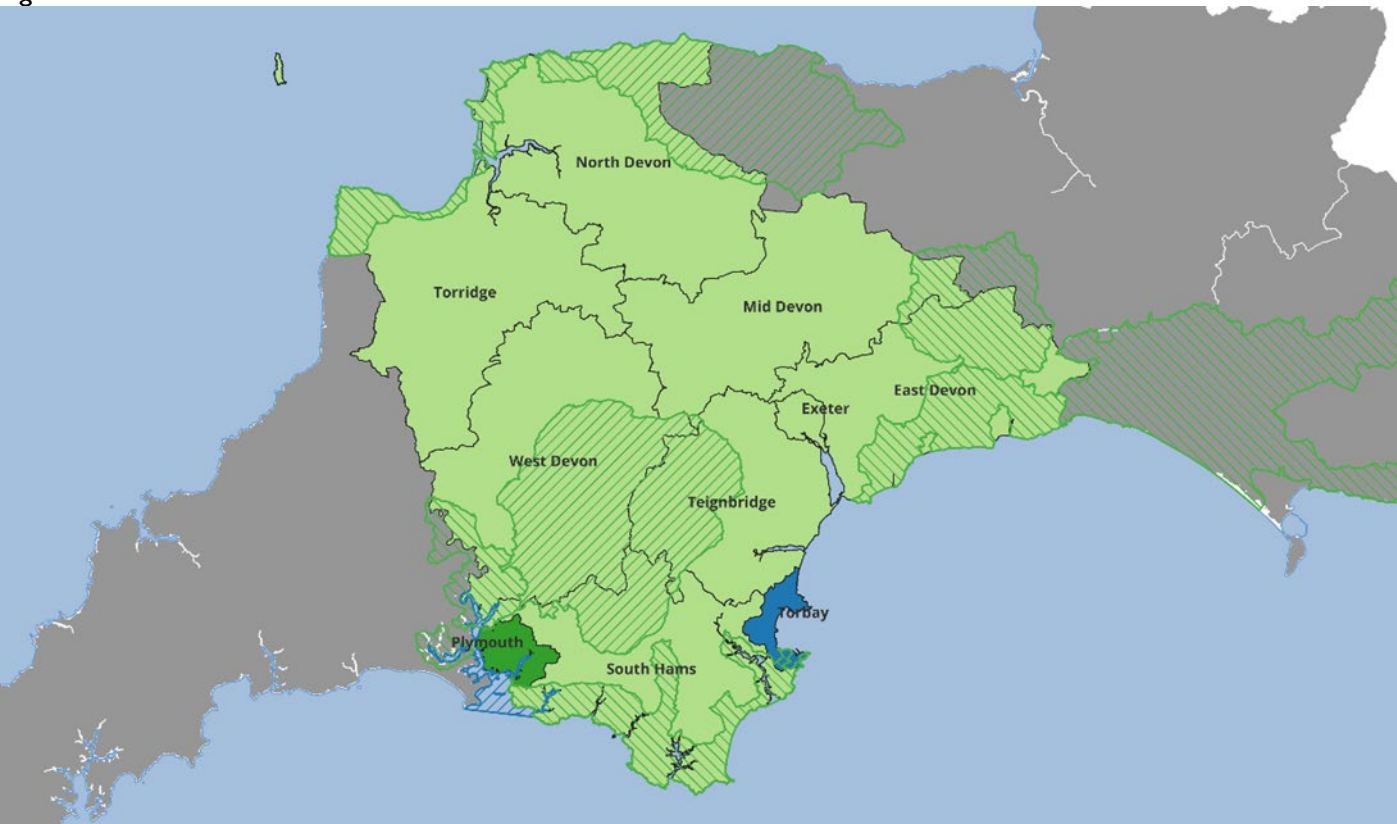 North Devon
Torridge
Mid Devon
East Devon
Exeter
West Devon
Teignbridge
Torbay
Plymouth
South Hams